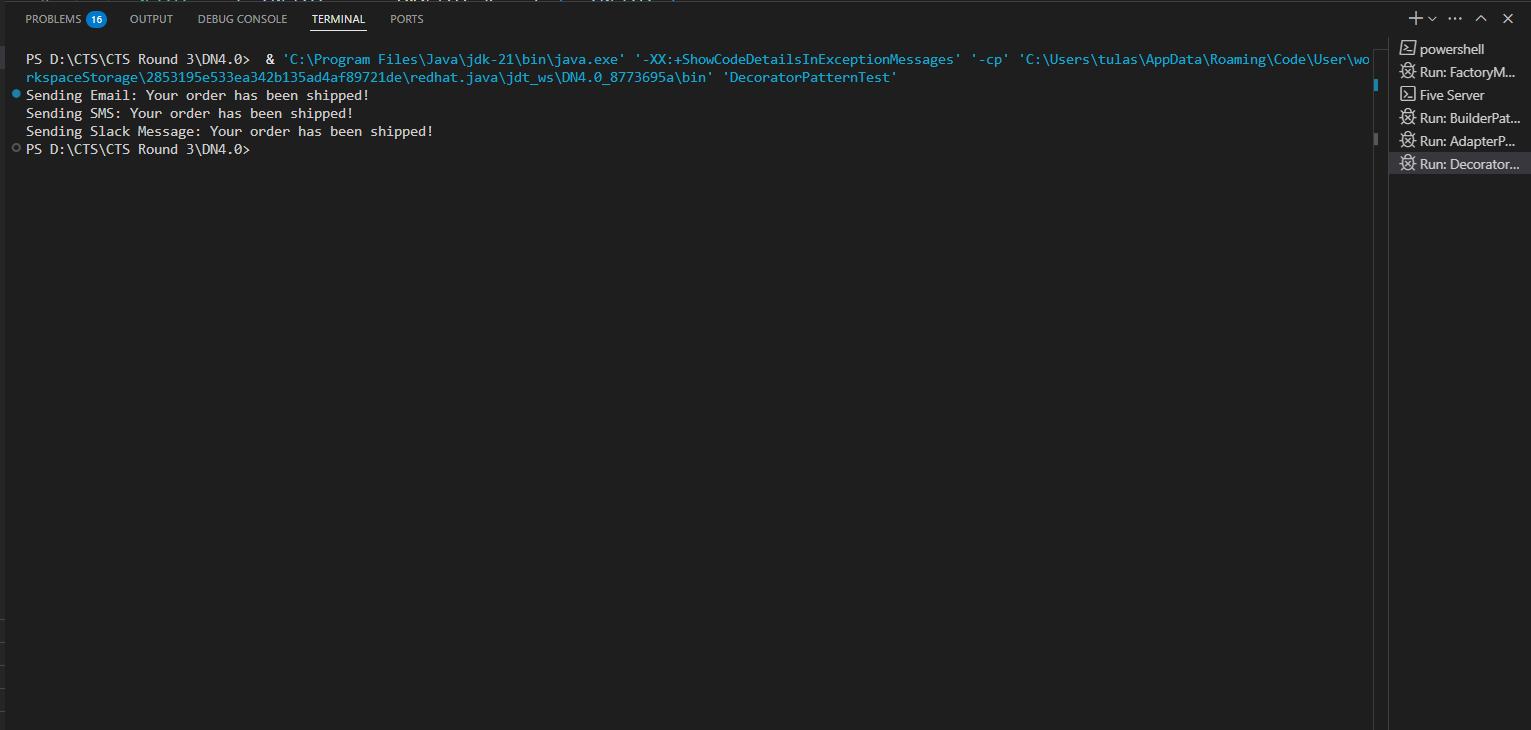 PROBLEMS 16 OUTPUT DEBUG CONSOLE TERMINAL PORTS
PS D:\CTS\CTS Round 3\DN4.0>  & 'C:\Program Files\Java\jdk-21\bin\java.exe' '-XX:+ShowCodeDetailsInExceptionMessages' '-cp' 'C:\Users\tulas\AppData\Roaming\Code\User\wo
rkspaceStorage\2853195e533ea342b135ad4af89721de\redhat.java\jdt_ws\DN4.0_8773695a\bin' 'DecoratorPatternTest'
Sending Email: Your order has been shipped!
Sending SMS: Your order has been shipped!
Sending Slack Message: Your order has been shipped!
PS D:\CTS\CTS Round 3\DN4.0>
powershell
Run: FactoryM...
Five Server
Run: BuilderPat...
Run: AdapterP...
Run: Decorator...